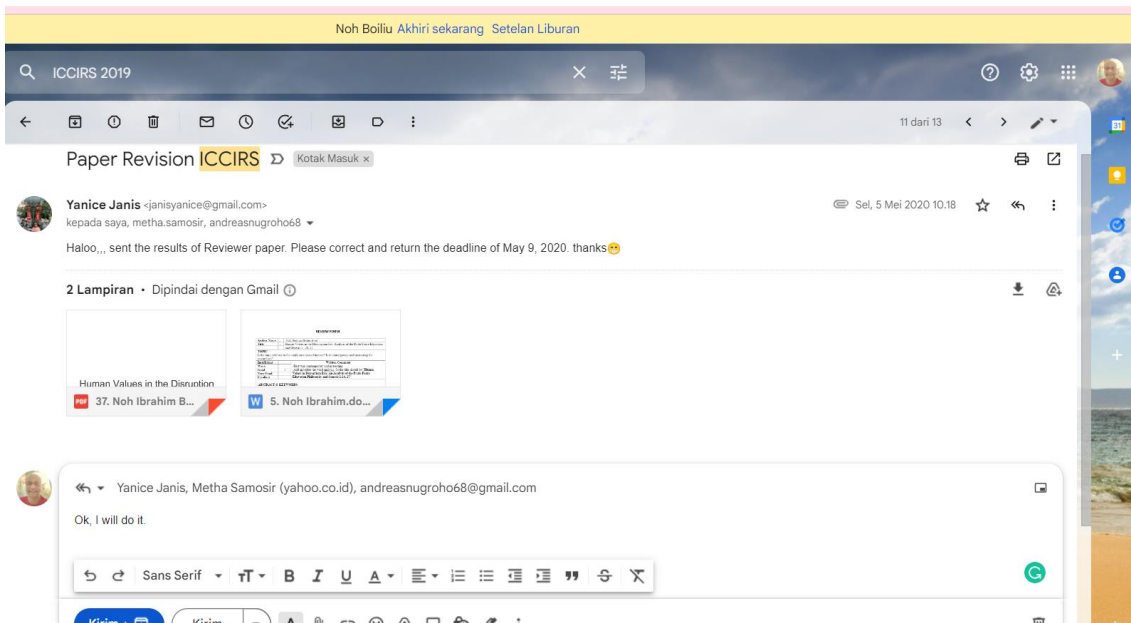 Noh Boiliu Akhiri sekarang Setelan Liburan
ICCIRS 2019
11 dari 13
31
Paper Revision ICCIRS Kotak Masuk ×
Yanice Janis <janisyanice@gmail.com>
Sel, 5 Mei 2020 10.18
kepada saya, metha.samosir, andreasnugroho68
Haloo,,, sent the results of Reviewer paper. Please correct and return the deadline of May 9, 2020. thanks😁
2 Lampiran • Dipindai dengan Gmail
Human Values in the Disruption
PDF 37. Noh Ibrahim B...
W 5. Noh Ibrahim.do...
Yanice Janis, Metha Samosir (yahoo.co.id), andreasnugroho68@gmail.com
Ok, I will do it.
Sans Serif
Kirim
Kirim